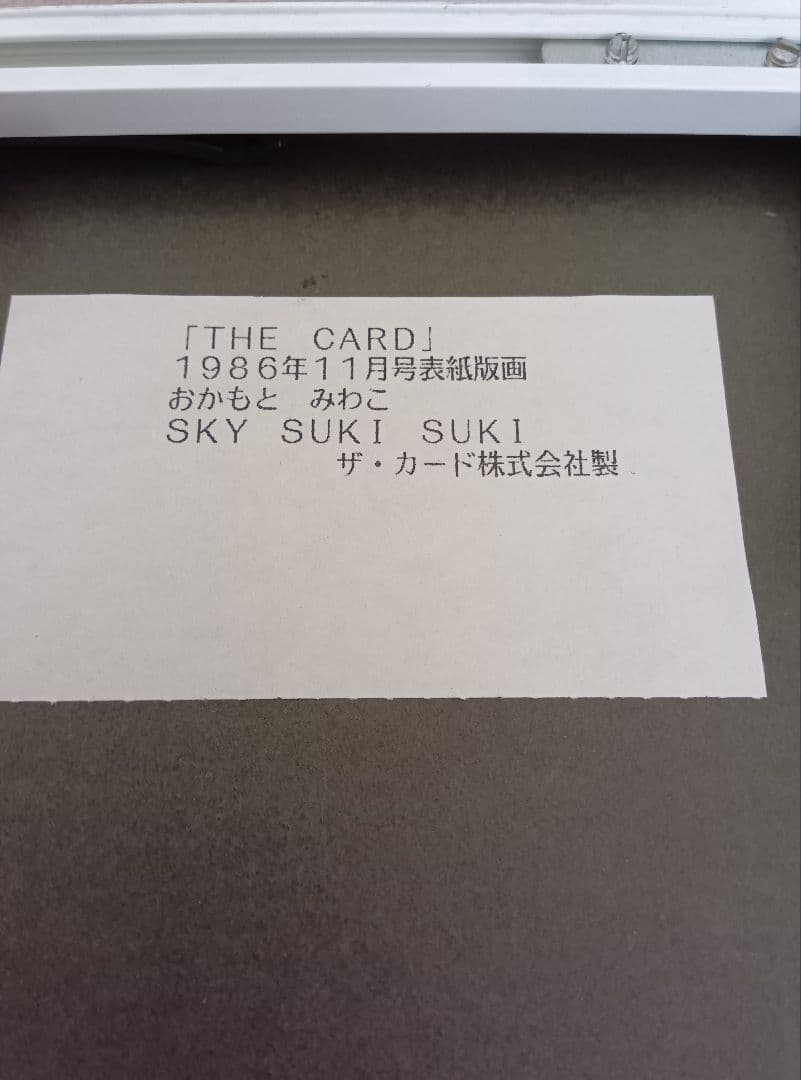 「THE CARD」
1986年11月号表紙版画
おかもと みわこ
SKY SUKI SUKI
ザ・カード株式会社製